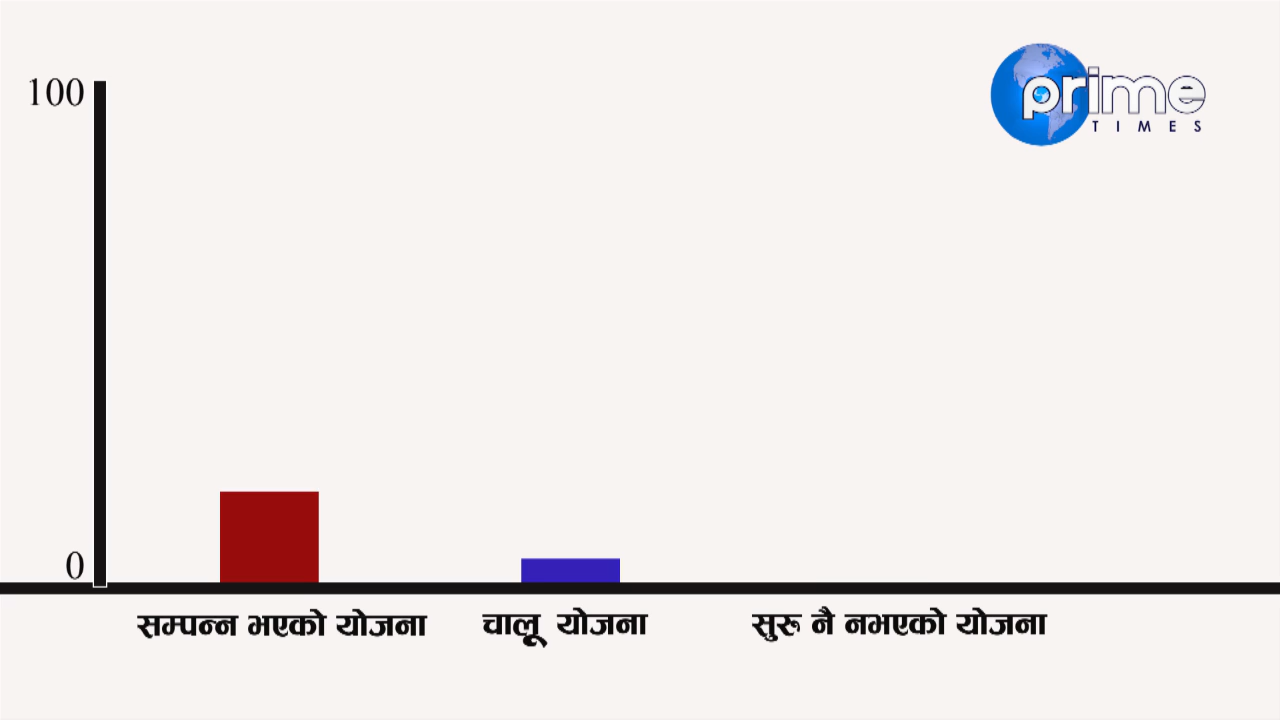 100
prime
TIMES
0
सम्पन्न भएको योजना
चालू योजना
सुरु नै नभएको योजना